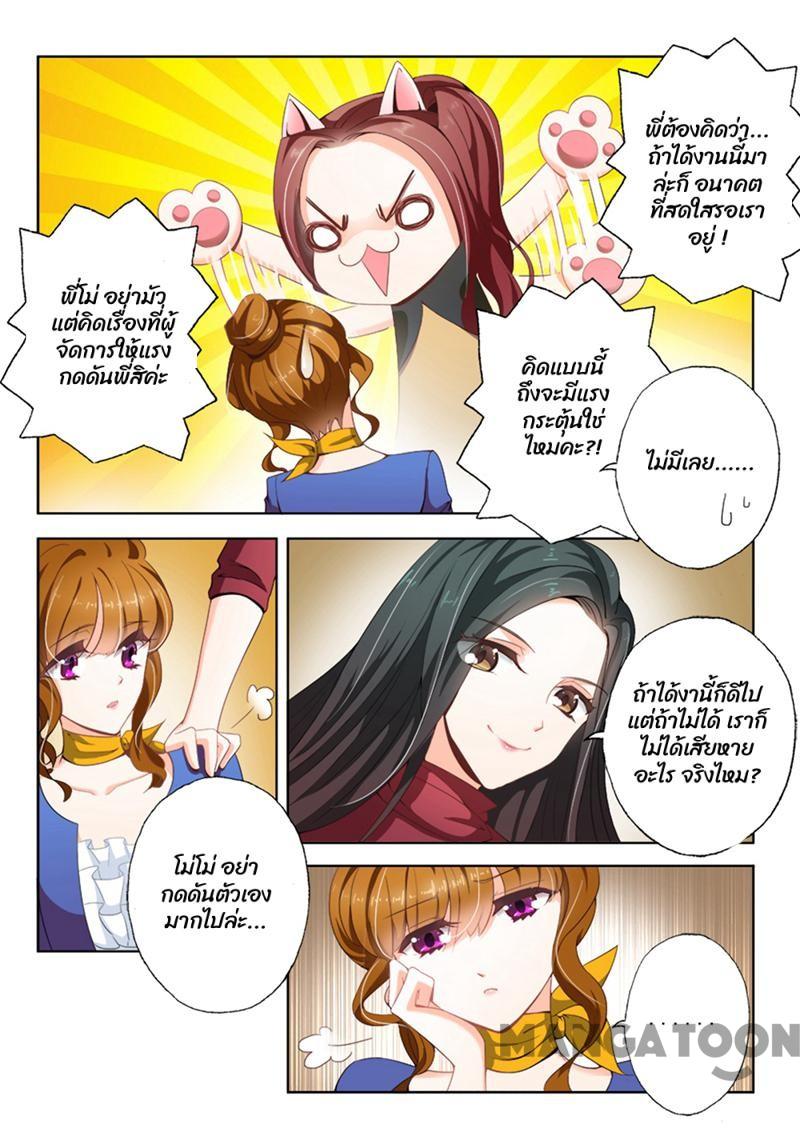 พี่โม่ อย่ามัว
แต่คิดเรื่องที่ผู้
จัดการให้แรง
กดดันพี่สิค่ะ
พี่ต้องคิดว่า...
ถ้าได้งานนี้มา
ล่ะก็ อนาคต
ที่สดใสรอเรา
อยู่ !
คิดแบบนี้
ถึงจะมีแรง
กระตุ้นใช่
ไหมคะ?!
ไม่มีเลย......
โม่โม่ อย่า
กดดันตัวเอง
มากไปล่ะ...
ถ้าได้งานี้ก็ดีไป
แต่ถ้าไม่ได้ เราก็
ไม่ได้เสียหาย
อะไร จริงไหม?
......
MANGATOON